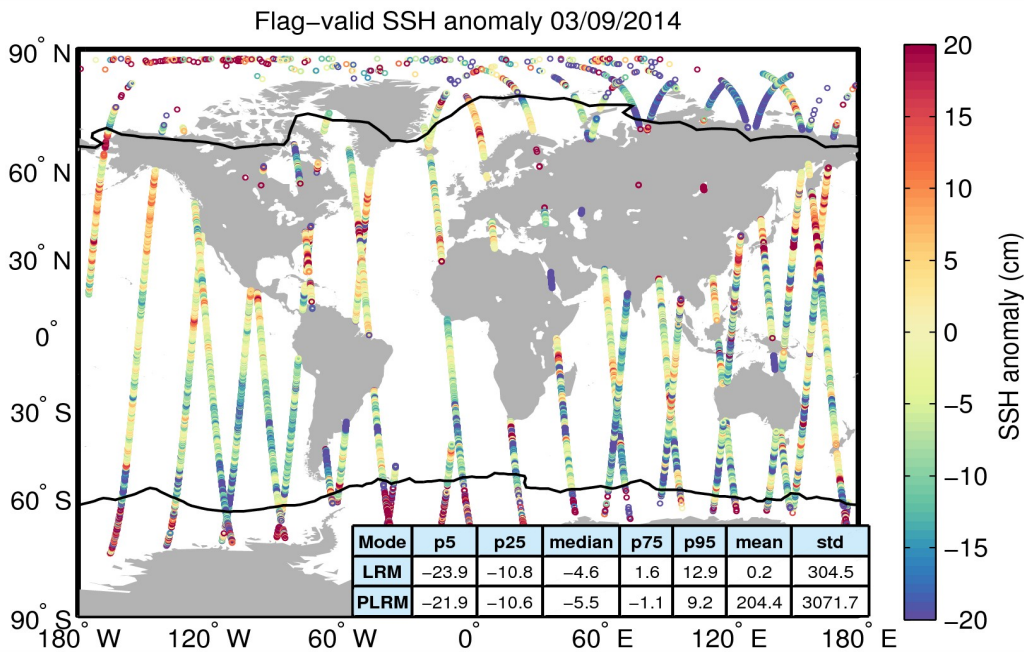 Flag−valid SSH anomaly 03/09/2014
90° N
60° N
30° N
0°
30° S
60° S
90° S
180° W 120° W 60° W 0° 60° E 120° E 180° E
Mode p5 p25 median p75 p95 mean std
LRM −23.9 −10.8 −4.6 1.6 12.9 0.2 304.5
PLRM −21.9 −10.6 −5.5 −1.1 9.2 204.4 3071.7
20
15
10
5
0
−5
−10
−15
−20
SSH anomaly (cm)